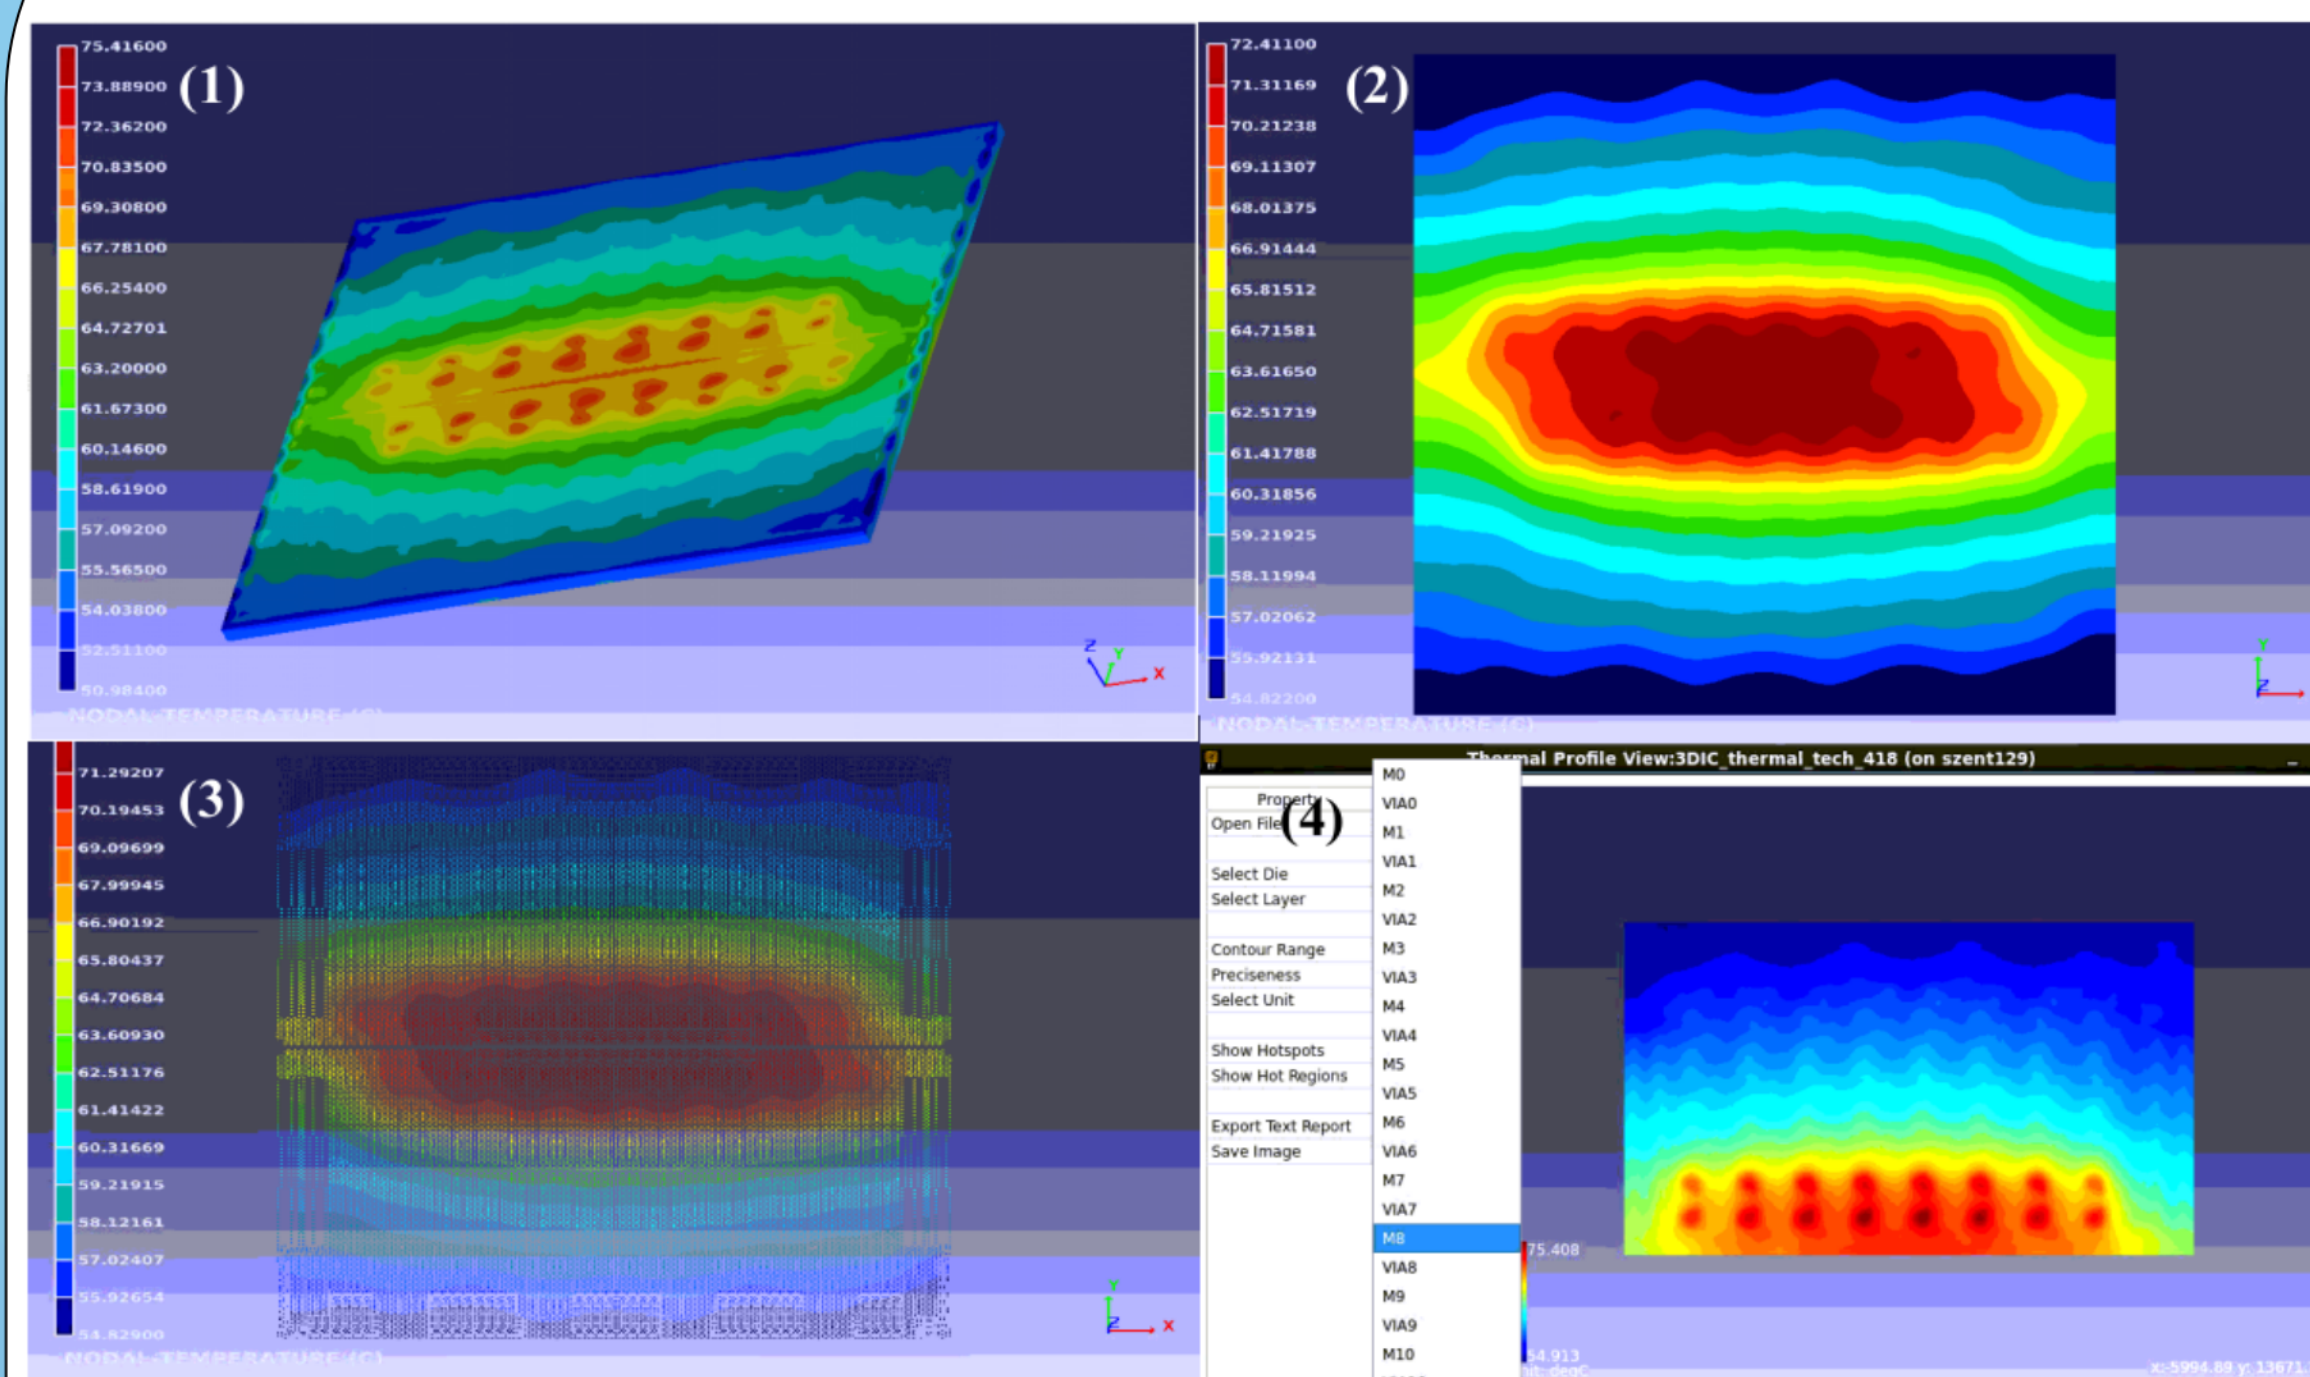 (1)
75.41600
73.88900
72.36200
70.83500
69.30800
67.78100
66.25400
64.72701
63.20000
61.67300
60.14600
58.61900
57.09200
55.56500
54.03800
52.51100
50.98400
NODAL-TEMPERATURE-(C)
Z
Y
X
(2)
72.41100
71.31169
70.21238
69.11307
68.01375
66.91444
65.81512
64.71581
63.61650
62.51719
61.41788
60.31856
59.21925
58.11994
57.02062
55.92131
54.82200
NODAL-TEMPERATURE-(C)
Y
Z
(3)
71.29207
70.19453
69.09699
67.99945
66.90192
65.80437
64.70684
63.60930
62.51176
61.41422
60.31669
59.21915
58.12161
57.02407
55.92654
54.82900
NODAL-TEMPERATURE-(C)
Y
Z
X
Thermal Profile View:3DIC_thermal_tech_418 (on szent129)
(4)
Property
Open File
Select Die
Select Layer
Contour Range
Preciseness
Select Unit
Show Hotspots
Show Hot Regions
Export Text Report
Save Image
M0
VIA0
M1
VIA1
M2
VIA2
M3
VIA3
M4
VIA4
M5
VIA5
M6
VIA6
M7
VIA7
M8
VIA8
M9
VIA9
M10
75.408
54.913
degC
x:-5994.89 y: 13671.